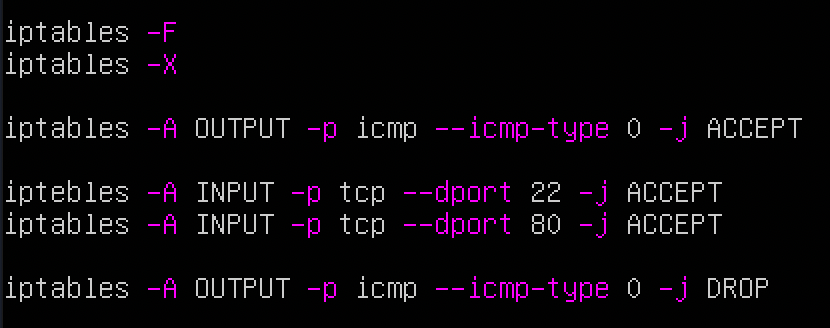 iptables -F
iptables -X
iptables -A OUTPUT -p icmp --icmp-type 0 -j ACCEPT
iptebles -A INPUT -p tcp --dport 22 -j ACCEPT
iptables -A INPUT -p tcp --dport 80 -j ACCEPT
iptables -A OUTPUT -p icmp --icmp-type 0 -j DROP